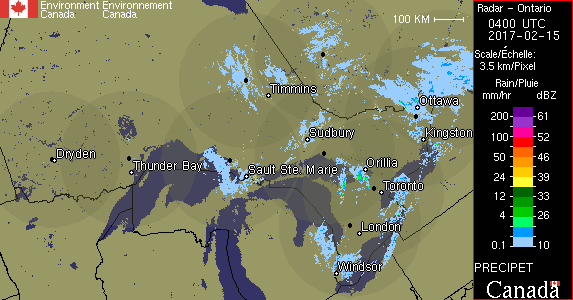 Environment Environnement
Canada Canada
100 KM
Timmins
Ottawa
Sudbury
Kingston
Dryden
Thunder Bay
Sault Ste. Marie
Orillia
Toronto
London
Windsor
Radar - Ontario
0400 UTC
2017-02-15
Scale/Échelle:
3.5 km/Pixel
Rain/Pluie
mm/hr dBZ
200 61
100 52
50 46
24 39
12 33
4 26
0.1 10
PRECIPET
Canada